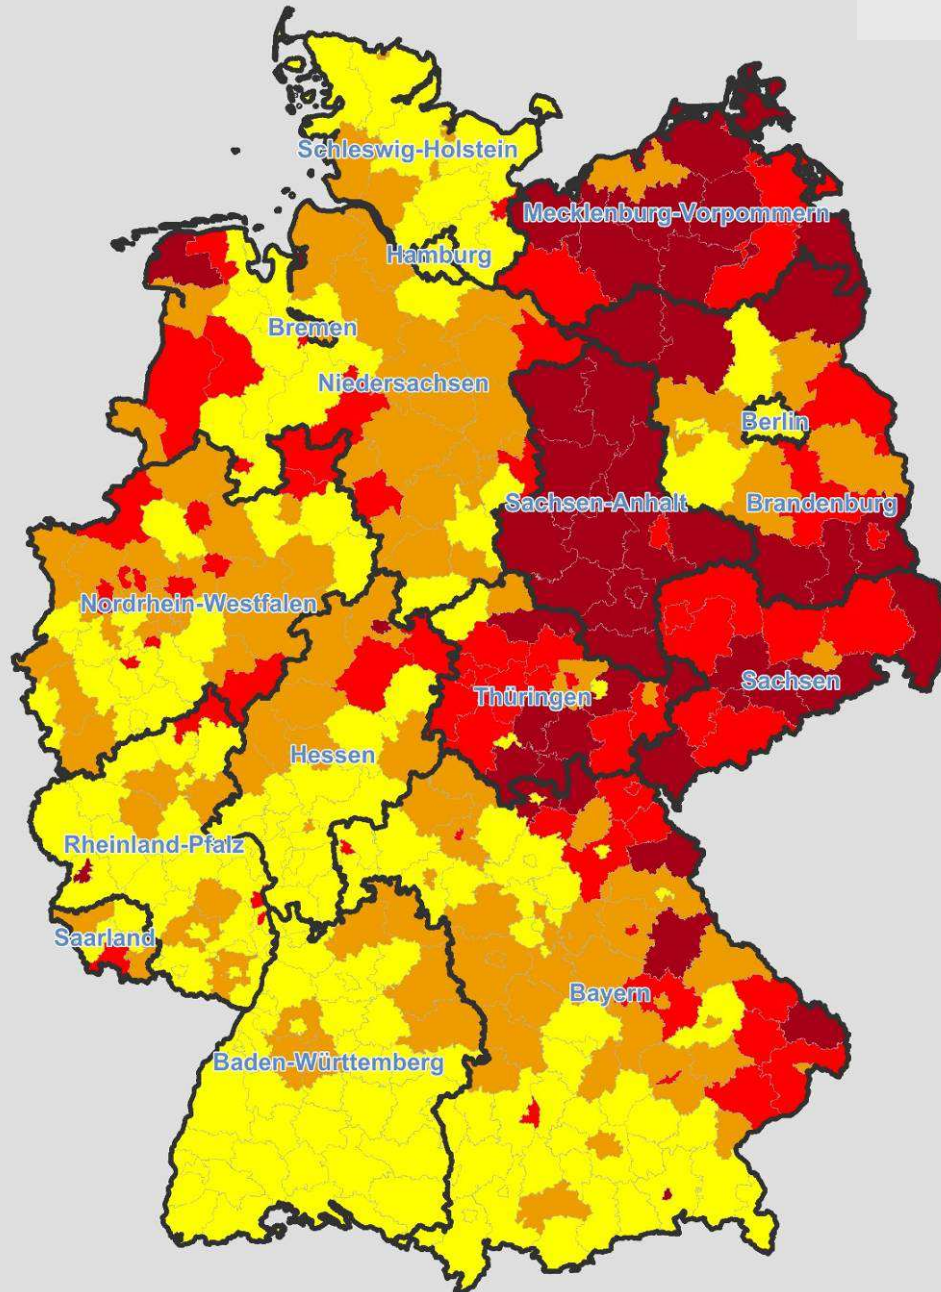 Schleswig-Holstein
Mecklenburg-Vorpommern
Hamburg
Bremen
Niedersachsen
Berlin
Sachsen-Anhalt
Brandenburg
Nordrhein-Westfalen
Sachsen
Thüringen
Hessen
Rheinland-Pfalz
Saarland
Bayern
Baden-Württemberg